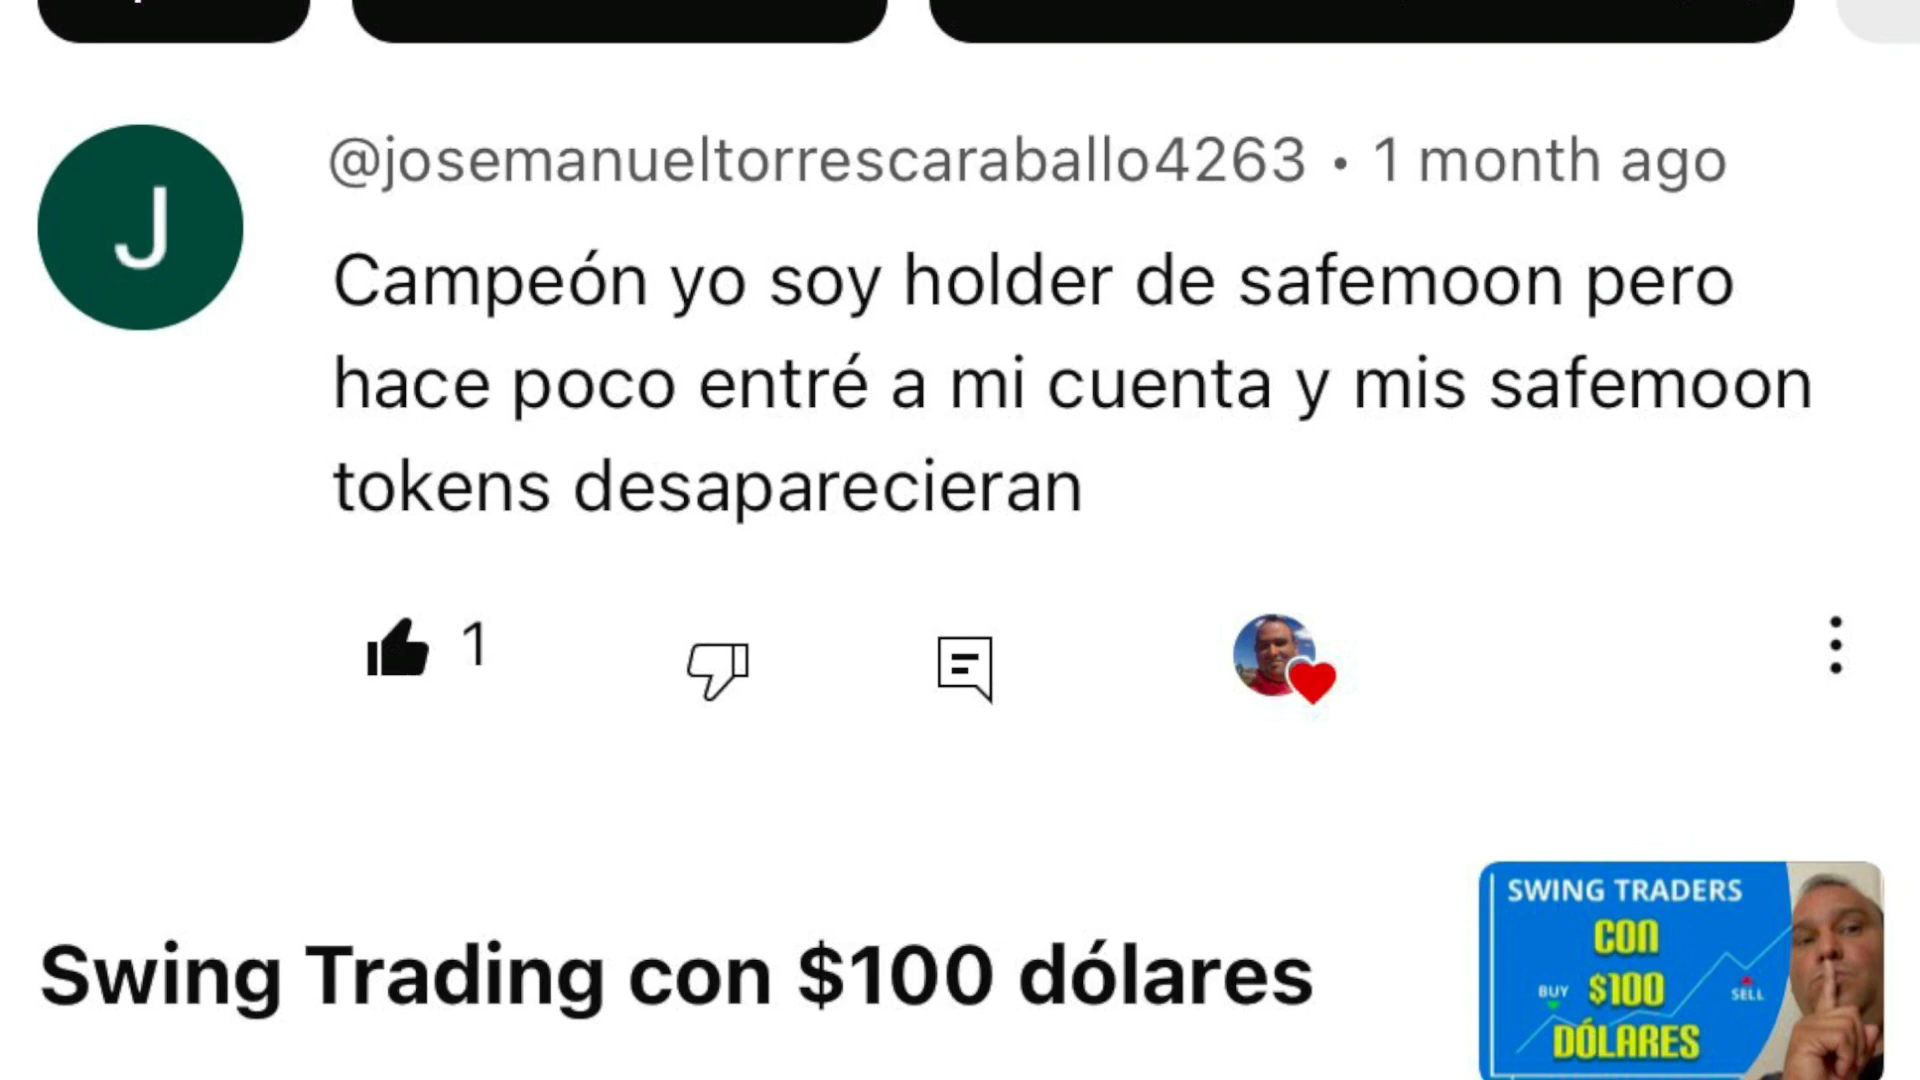 J
@josemanueltorrescaraballo4263 • 1 month ago
Campeón yo soy holder de safemoon pero
hace poco entré a mi cuenta y mis safemoon
tokens desaparecieran
1
Swing Trading con $100 dólares
SWING TRADERS
CON
$100
DÓLARES
BUY
SELL